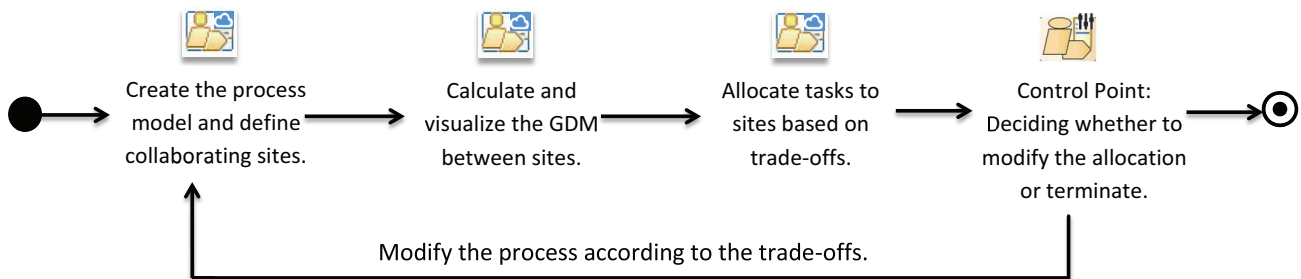 Create the process
model and define
collaborating sites.
Calculate and
visualize the GDM
between sites.
Allocate tasks to
sites based on
trade-offs.
Control Point:
Deciding whether to
modify the allocation
or terminate.
Modify the process according to the trade-offs.